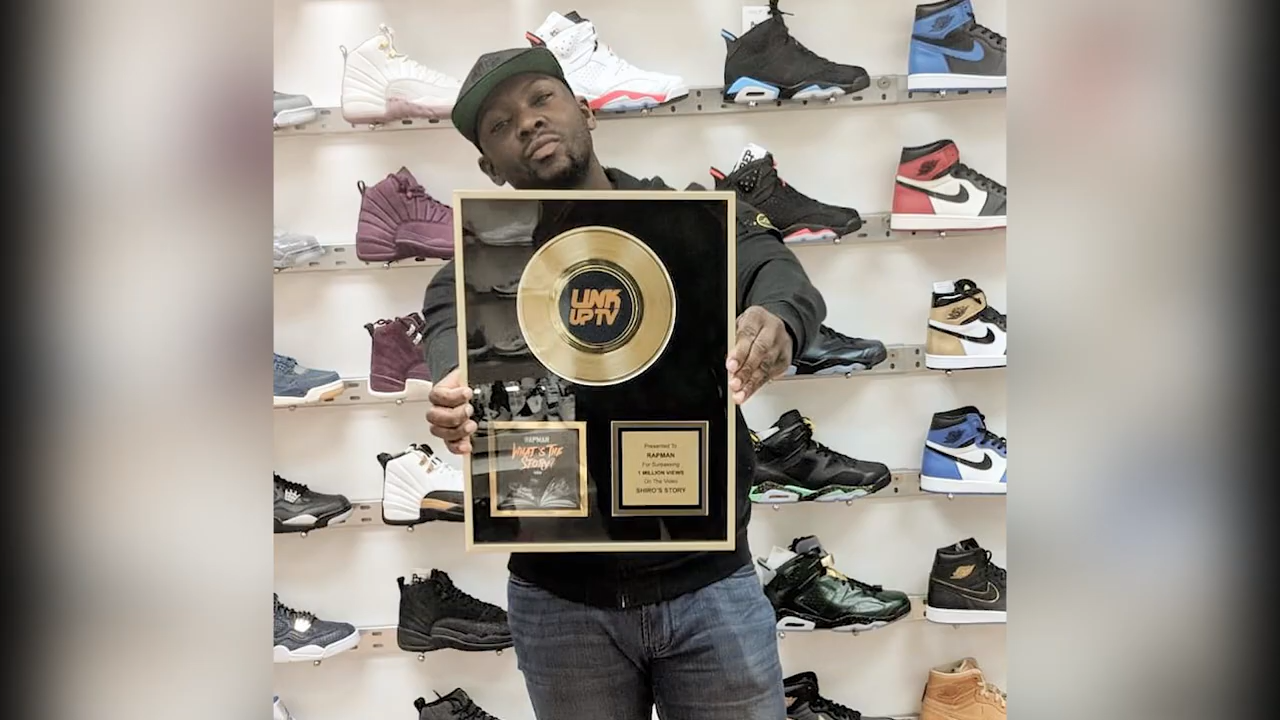 LINK
UP TV
RAPMAN
WHAT'S THE
STORY?
Presented To
RAPMAN
For Surpassing
1 MILLION VIEWS
On The Video
SHIRO'S STORY